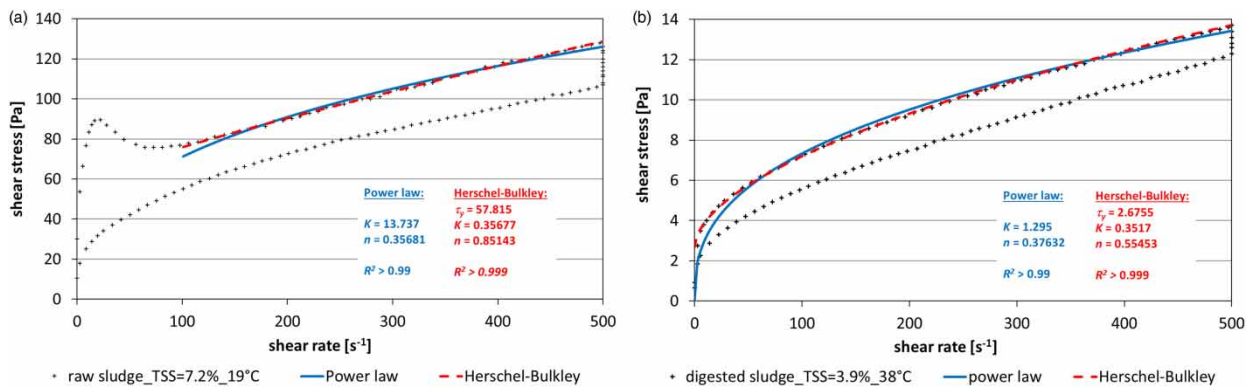 (a)
140
120
100
80
60
40
20
0
shear stress [Pa]
Power law:
K = 13.737
n = 0.35681
R² > 0.99
Herschel-Bulkley:
τy = 57.815
K = 0.35677
n = 0.85143
R² > 0.999
0 100 200 300 400 500
shear rate [s⁻¹]
raw sludge_TSS=7.2%_19°C Power law Herschel-Bulkley
(b)
14
12
10
8
6
4
2
0
shear stress [Pa]
Power law:
K = 1.295
n = 0.37632
R² > 0.99
Herschel-Bulkley:
τy = 2.6755
K = 0.3517
n = 0.55453
R² > 0.999
0 100 200 300 400 500
shear rate [s⁻¹]
digested sludge_TSS=3.9%_38°C power law Herschel-Bulkley